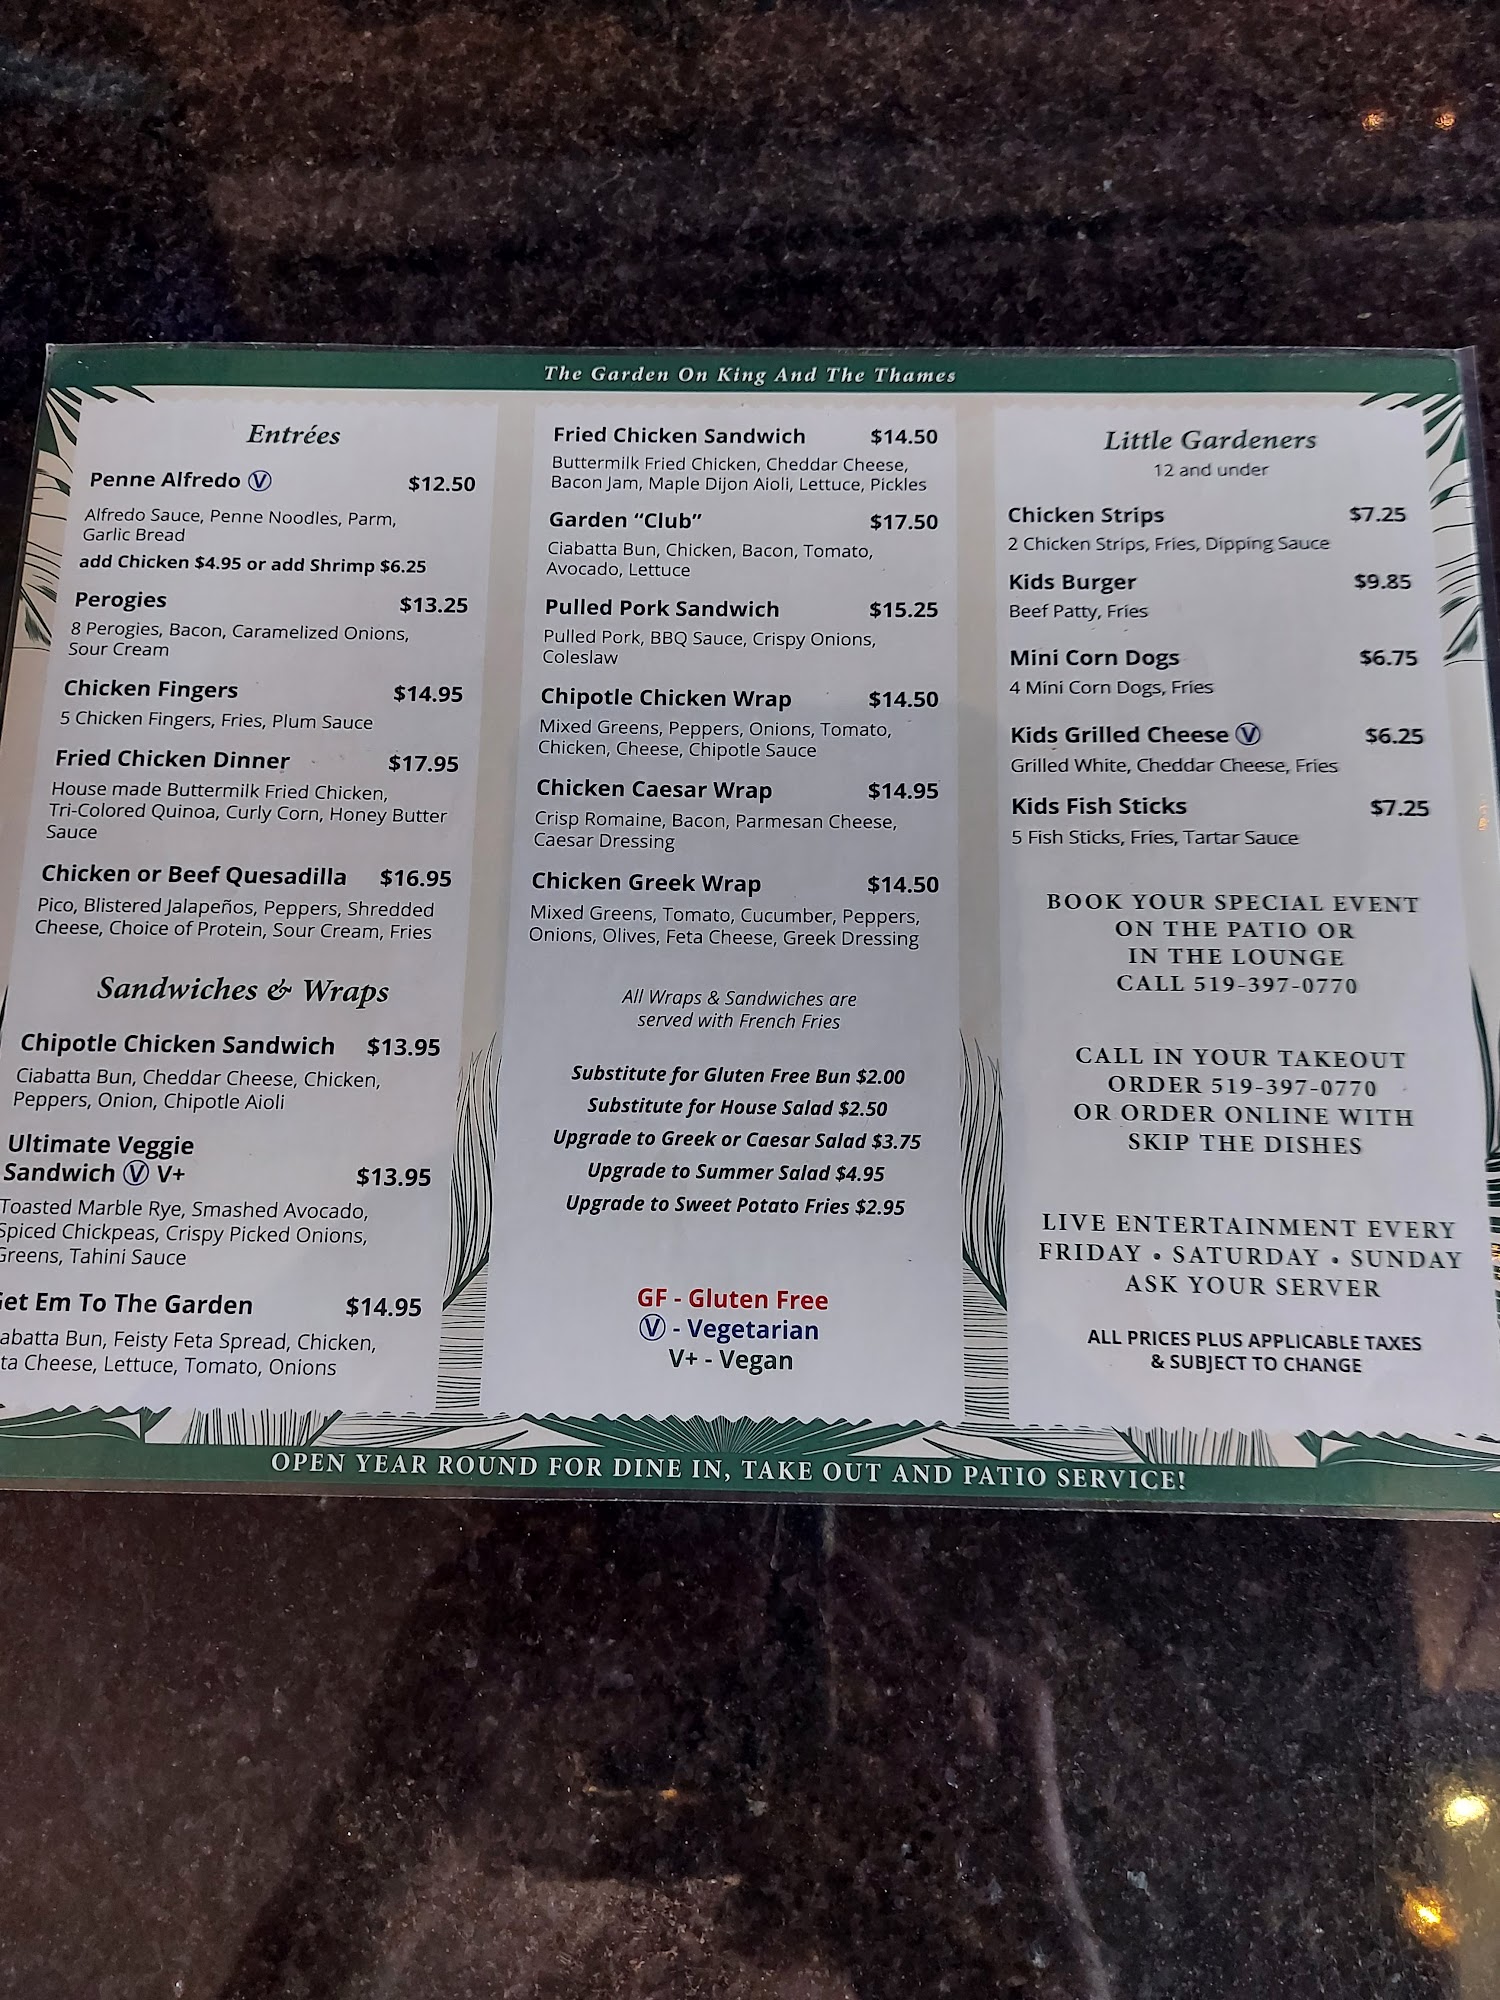 The Garden On King And The Thames
Entrées
Penne Alfredo Ⓥ $12.50
Alfredo Sauce, Penne Noodles, Parm,
Garlic Bread
add Chicken $4.95 or add Shrimp $6.25
Perogies $13.25
8 Perogies, Bacon, Caramelized Onions,
Sour Cream
Chicken Fingers $14.95
5 Chicken Fingers, Fries, Plum Sauce
Fried Chicken Dinner $17.95
House made Buttermilk Fried Chicken,
Tri-Colored Quinoa, Curly Corn, Honey Butter
Sauce
Chicken or Beef Quesadilla $16.95
Pico, Blistered Jalapeños, Peppers, Shredded
Cheese, Choice of Protein, Sour Cream, Fries
Sandwiches & Wraps
Chipotle Chicken Sandwich $13.95
Ciabatta Bun, Cheddar Cheese, Chicken,
Peppers, Onion, Chipotle Aioli
Ultimate Veggie
Sandwich Ⓥ V+ $13.95
Toasted Marble Rye, Smashed Avocado,
Spiced Chickpeas, Crispy Picked Onions,
Greens, Tahini Sauce
Em To The Garden $14.95
Bun, Feisty Feta Spread, Chicken,
Cheese, Lettuce, Tomato, Onions
Fried Chicken Sandwich $14.50
Buttermilk Fried Chicken, Cheddar Cheese,
Bacon Jam, Maple Dijon Aioli, Lettuce, Pickles
Garden “Club” $17.50
Ciabatta Bun, Chicken, Bacon, Tomato,
Avocado, Lettuce
Pulled Pork Sandwich $15.25
Pulled Pork, BBQ Sauce, Crispy Onions,
Coleslaw
Chipotle Chicken Wrap $14.50
Mixed Greens, Peppers, Onions, Tomato,
Chicken, Cheese, Chipotle Sauce
Chicken Caesar Wrap $14.95
Crisp Romaine, Bacon, Parmesan Cheese,
Caesar Dressing
Chicken Greek Wrap $14.50
Mixed Greens, Tomato, Cucumber, Peppers,
Onions, Olives, Feta Cheese, Greek Dressing
All Wraps & Sandwiches are
served with French Fries
Substitute for Gluten Free Bun $2.00
Substitute for House Salad $2.50
Upgrade to Greek or Caesar Salad $3.75
Upgrade to Summer Salad $4.95
Upgrade to Sweet Potato Fries $2.95
GF - Gluten Free
Ⓥ - Vegetarian
V+ - Vegan
Little Gardeners
12 and under
Chicken Strips $7.25
2 Chicken Strips, Fries, Dipping Sauce
Kids Burger $9.85
Beef Patty, Fries
Mini Corn Dogs $6.75
4 Mini Corn Dogs, Fries
Kids Grilled Cheese Ⓥ $6.25
Grilled White, Cheddar Cheese, Fries
Kids Fish Sticks $7.25
5 Fish Sticks, Fries, Tartar Sauce
BOOK YOUR SPECIAL EVENT
ON THE PATIO OR
IN THE LOUNGE
CALL 519-397-0770
CALL IN YOUR TAKEOUT
ORDER 519-397-0770
OR ORDER ONLINE WITH
SKIP THE DISHES
LIVE ENTERTAINMENT EVERY
FRIDAY • SATURDAY • SUNDAY
ASK YOUR SERVER
ALL PRICES PLUS APPLICABLE TAXES
& SUBJECT TO CHANGE
OPEN YEAR ROUND FOR DINE IN, TAKE OUT AND PATIO SERVICE!